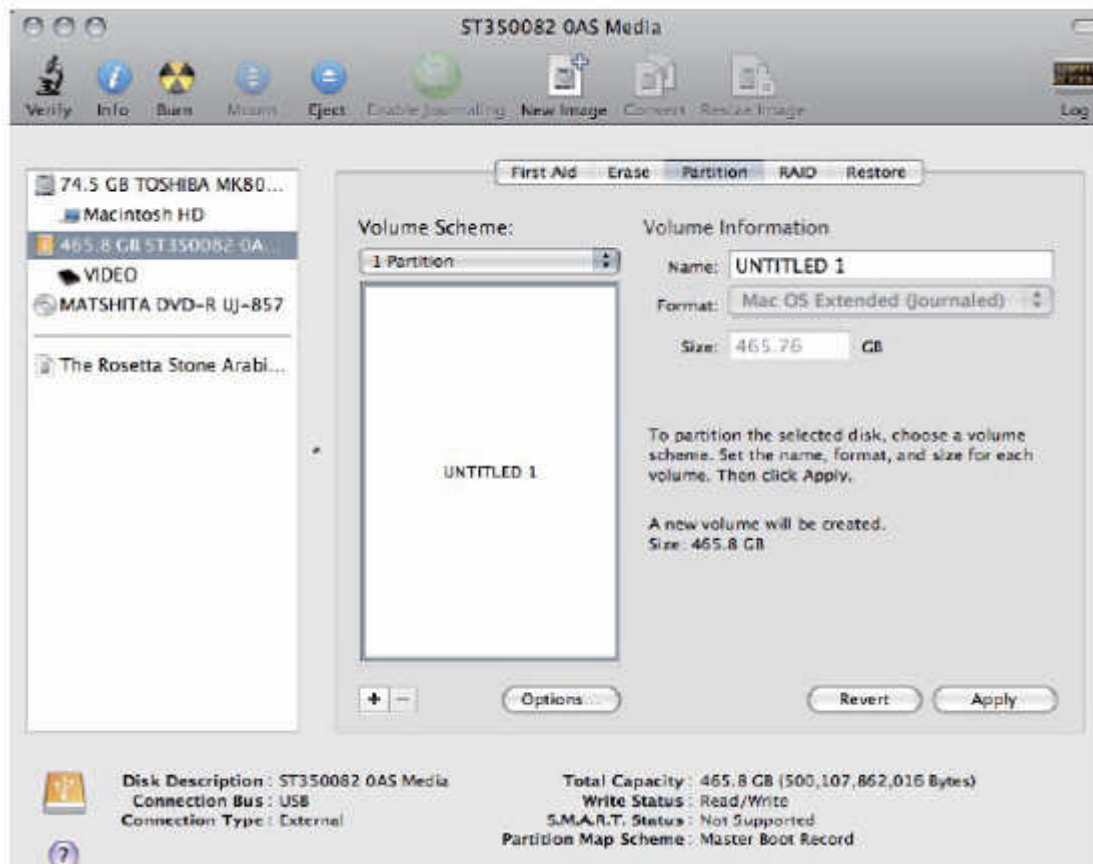 ST350082 0AS Media
Verify Info Burn Mount Eject Enable Journaling New Image Convert Resize Image Log
First Aid Erase Partition RAID Restore
74.5 GB TOSHIBA MK80...
Macintosh HD
465.8 GB ST350082 0A...
VIDEO
MATSHITA DVD-R UJ-857
The Rosetta Stone Arabi...
Volume Scheme:
1 Partition
UNTITLED 1
+ − Options...
Volume Information
Name: UNTITLED 1
Format: Mac OS Extended (Journaled)
Size: 465.76 GB
To partition the selected disk, choose a volume
scheme. Set the name, format, and size for each
volume. Then click Apply.
A new volume will be created.
Size: 465.8 GB
Revert Apply
Disk Description : ST350082 0AS Media
Connection Bus : USB
Connection Type : External
Total Capacity : 465.8 GB (500,107,862,016 Bytes)
Write Status : Read/Write
S.M.A.R.T. Status : Not Supported
Partition Map Scheme : Master Boot Record
?